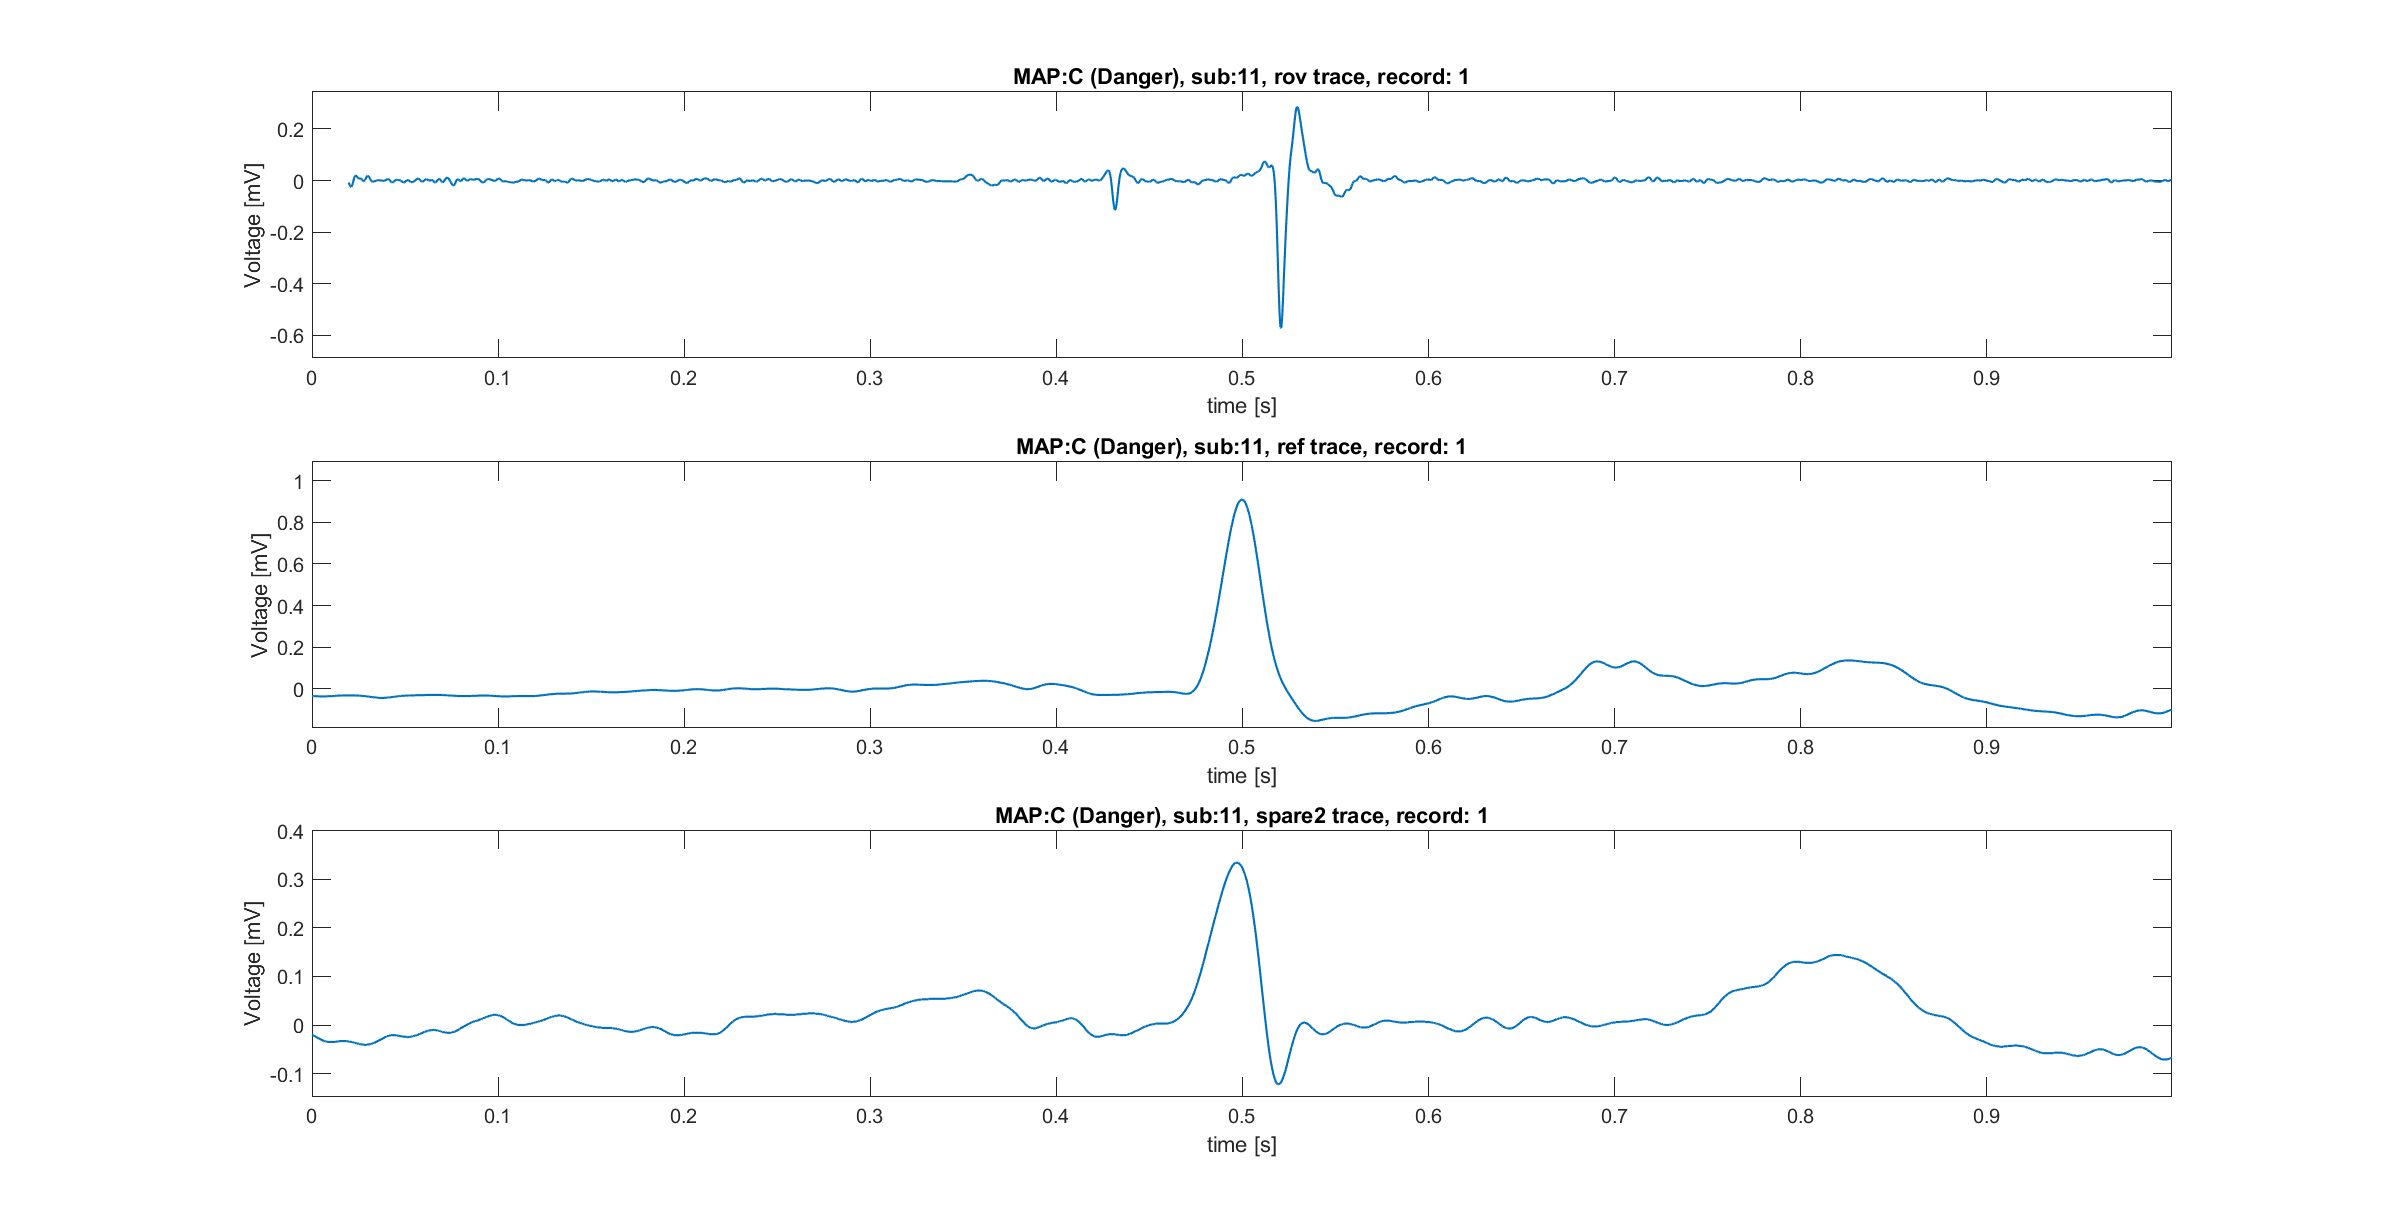 MAP:C (Danger), sub:11, rov trace, record: 1
Voltage [mV]
0.2
0
-0.2
-0.4
-0.6
0 0.1 0.2 0.3 0.4 0.5 0.6 0.7 0.8 0.9
time [s]
MAP:C (Danger), sub:11, ref trace, record: 1
Voltage [mV]
1
0.8
0.6
0.4
0.2
0
0 0.1 0.2 0.3 0.4 0.5 0.6 0.7 0.8 0.9
time [s]
MAP:C (Danger), sub:11, spare2 trace, record: 1
Voltage [mV]
0.4
0.3
0.2
0.1
0
-0.1
0 0.1 0.2 0.3 0.4 0.5 0.6 0.7 0.8 0.9
time [s]